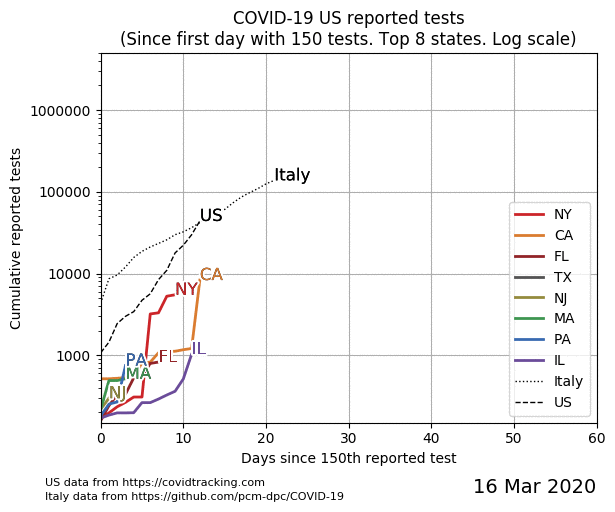 COVID-19 US reported tests
(Since first day with 150 tests. Top 8 states. Log scale)
Cumulative reported tests
1000000
100000
10000
1000
Italy
US
CA
NY
IL
FL
PA
MA
NJ
NY
CA
FL
TX
NJ
MA
PA
IL
Italy
US
0 10 20 30 40 50 60
Days since 150th reported test
US data from https://covidtracking.com
Italy data from https://github.com/pcm-dpc/COVID-19
16 Mar 2020